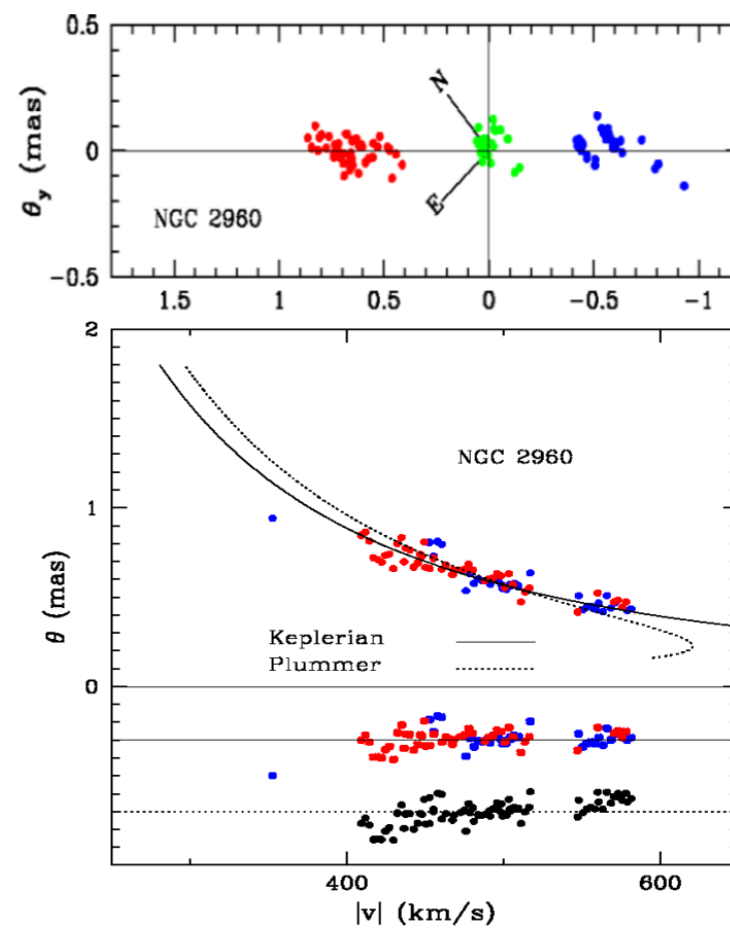 0.5
N
θy (mas)
0
E
NGC 2960
-0.5
1.5 1 0.5 0 -0.5 -1
2
NGC 2960
1
θ (mas)
Keplerian
Plummer
0
400 600
|v| (km/s)